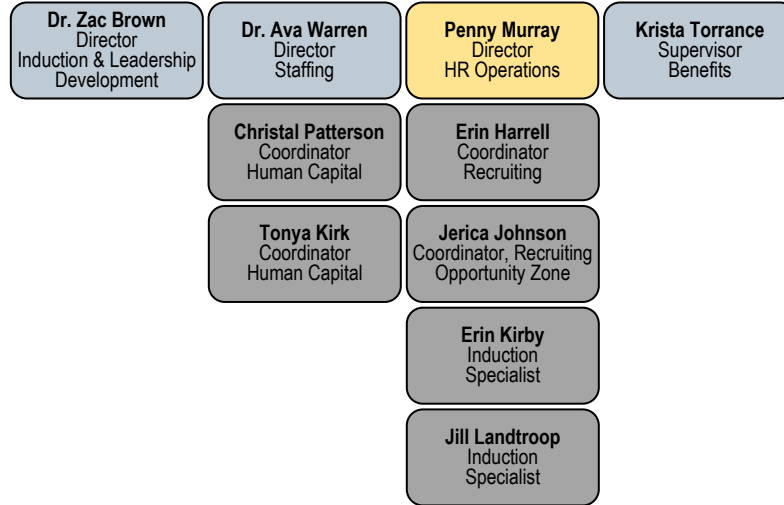 Dr. Zac Brown
Director
Induction & Leadership
Development
Dr. Ava Warren
Director
Staffing
Penny Murray
Director
HR Operations
Krista Torrance
Supervisor
Benefits
Christal Patterson
Coordinator
Human Capital
Erin Harrell
Coordinator
Recruiting
Tonya Kirk
Coordinator
Human Capital
Jerica Johnson
Coordinator, Recruiting
Opportunity Zone
Erin Kirby
Induction
Specialist
Jill Landtroop
Induction
Specialist